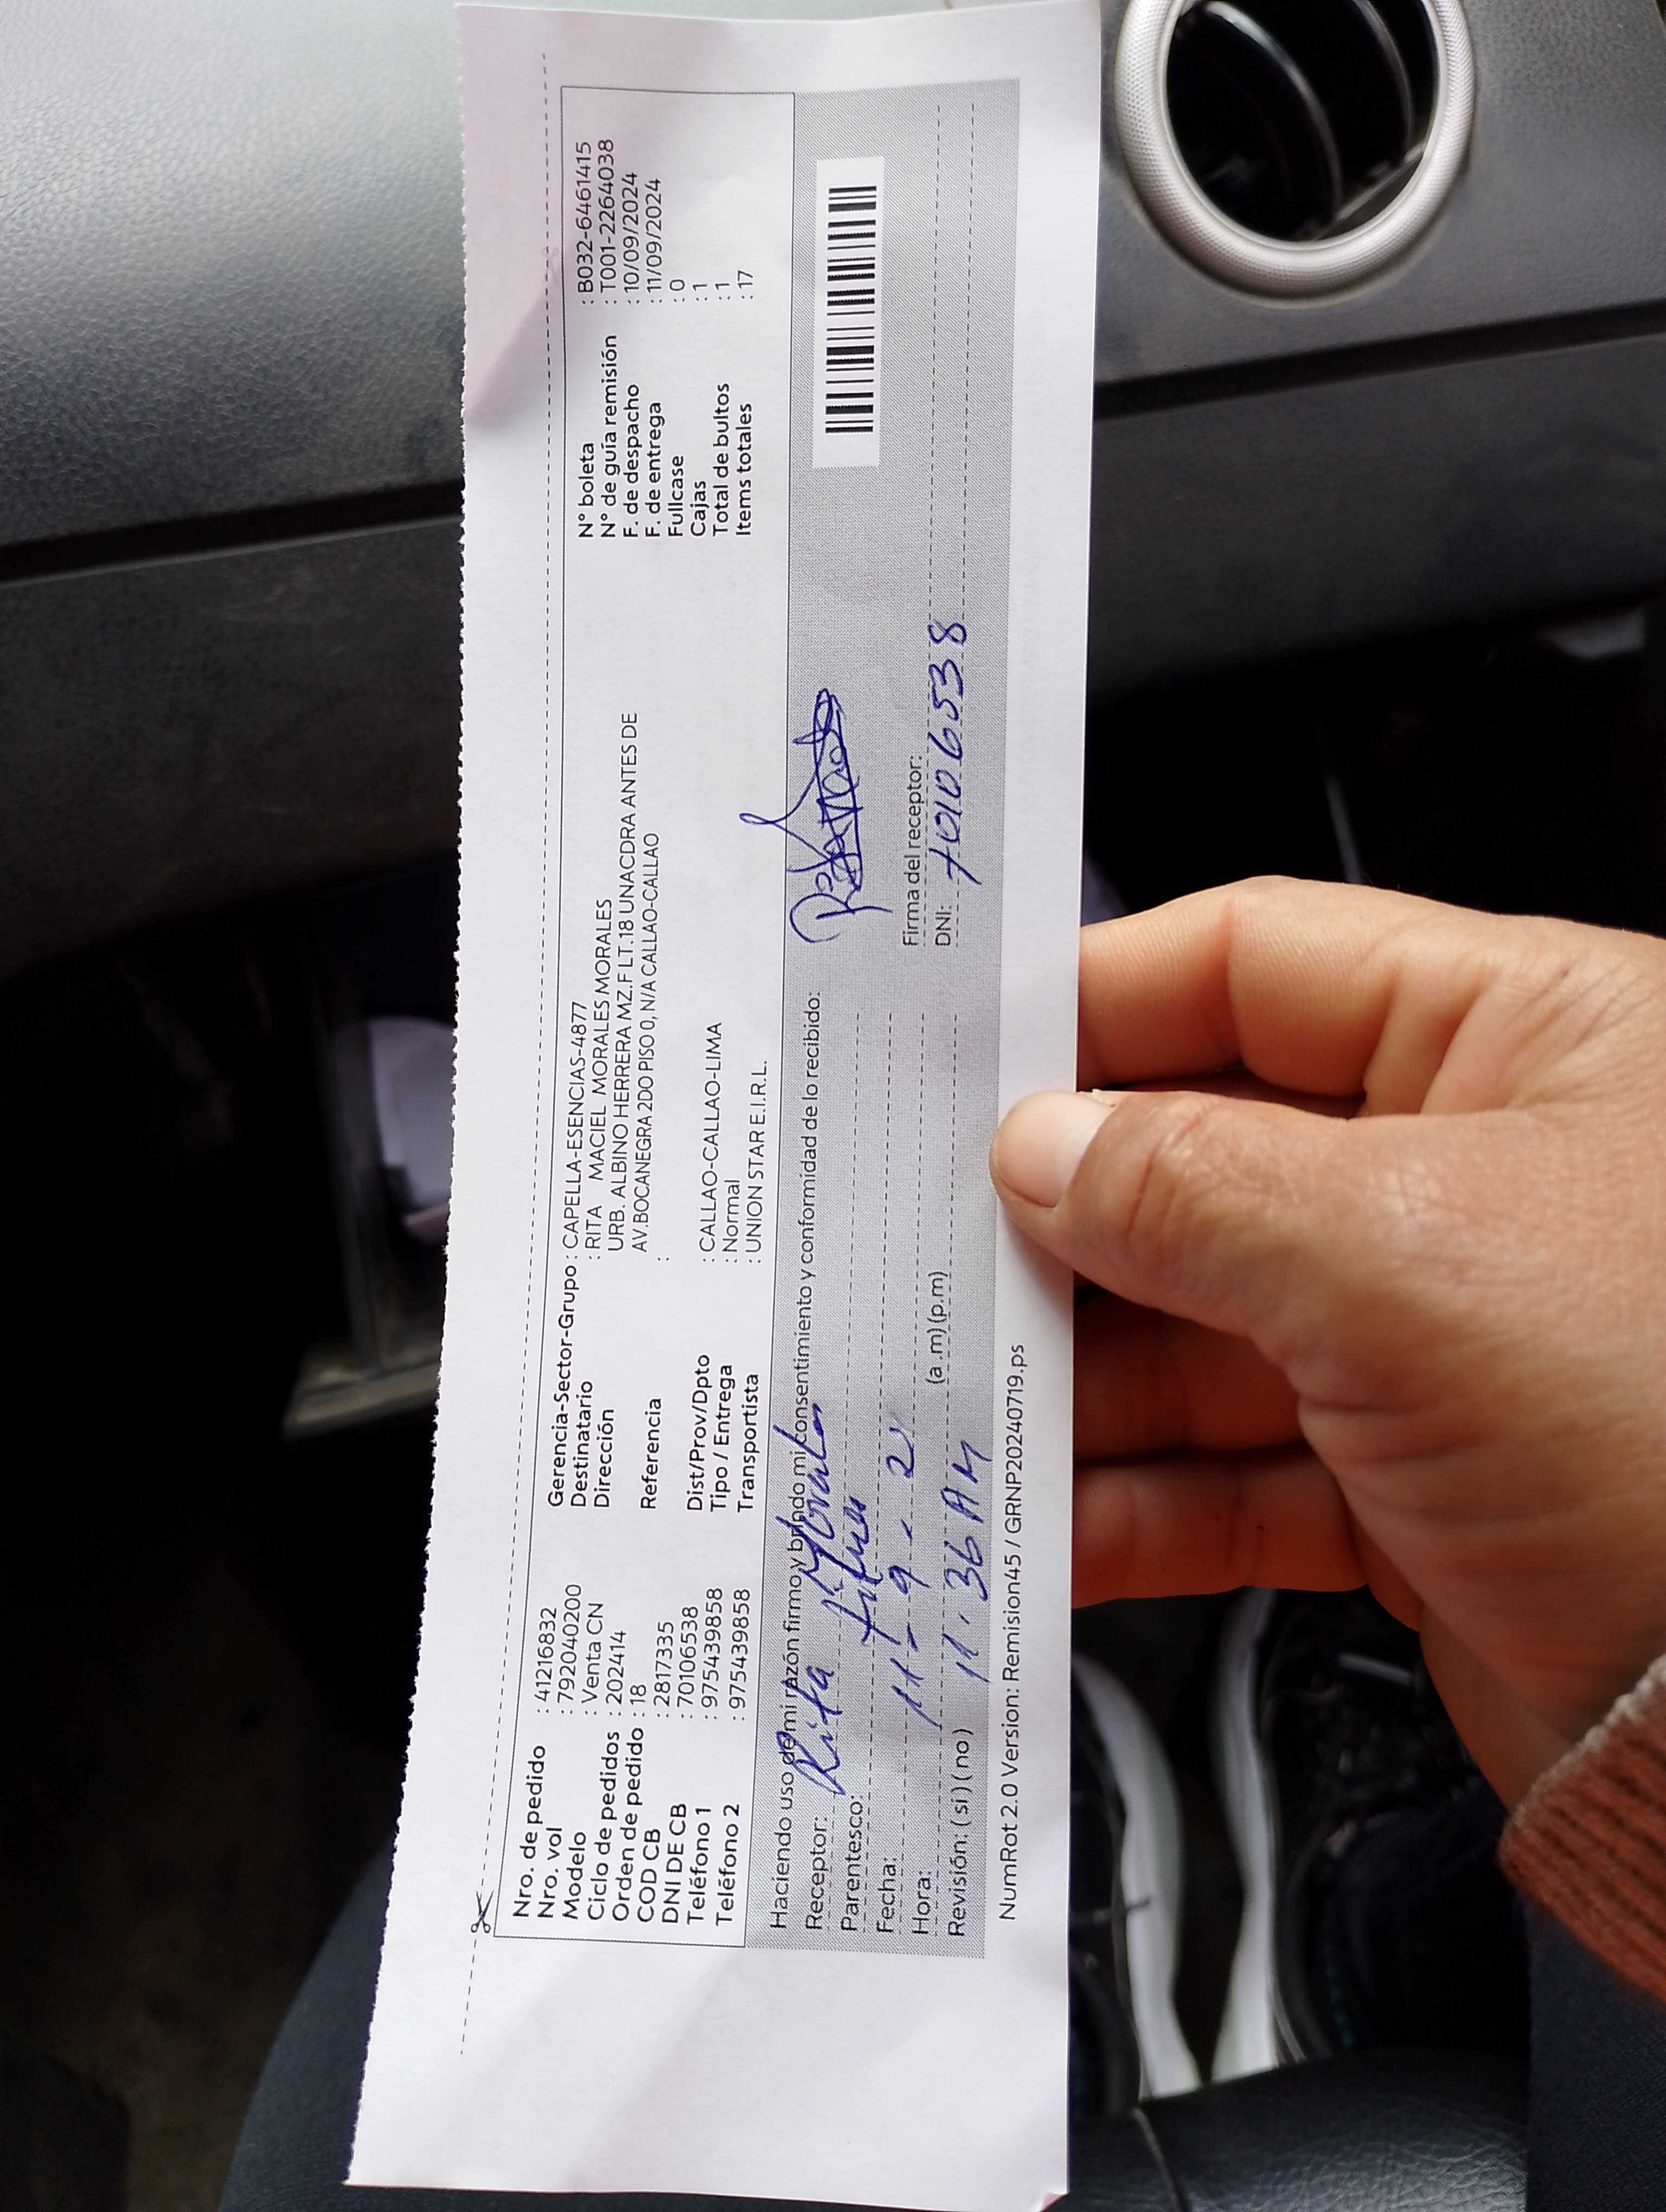 Nro. de pedido : 41216832
Nro. vol : 792040200
Modelo : Venta CN
Ciclo de pedidos : 202414
Orden de pedido : 18
COD CB : 2817335
DNI DE CB : 70106538
Teléfono 1 : 975439858
Teléfono 2 : 975439858
Gerencia-Sector-Grupo : CAPELLA-ESENCIAS-4877
Destinatario : RITA MACIEL MORALES MORALES
Dirección URB. ALBINO HERRERA MZ.F LT.18 UNACDRA ANTES DE
AV.BOCANEGRA 2DO PISO 0, N/A CALLAO-CALLAO
Referencia :
Dist/Prov/Dpto : CALLAO-CALLAO-LIMA
Tipo / Entrega : Normal
Transportista : UNION STAR E.I.R.L.
N° boleta : B032-6461415
N° de guía remisión : T001-2264038
F. de despacho : 10/09/2024
F. de entrega : 11/09/2024
Fullcase : 0
Cajas : 1
Total de bultos : 1
Items totales : 17
Haciendo uso de mi razón firmo y brindo mi consentimiento y conformidad de lo recibido:
Receptor: Rita Morales
Parentesco: titular
Fecha: 11-9-2
Hora: 11:36 AM (a.m) (p.m)
Revisión: (si) (no)
Firma del receptor:
DNI: 70106538
NumRot 2.0 Version: Remision45 / GRNP20240719.ps